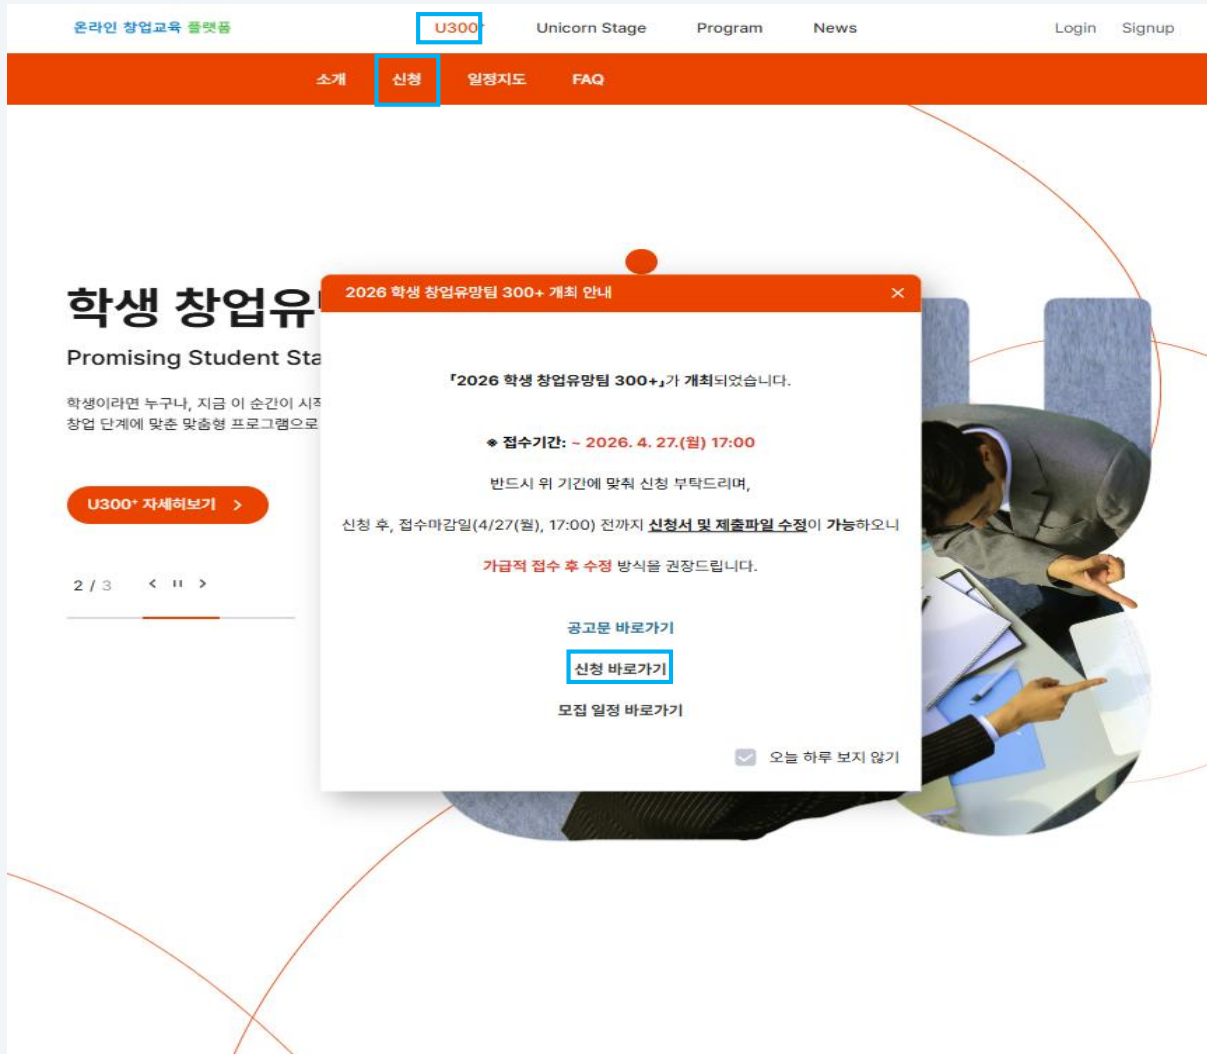 온라인 창업교육 플랫폼
U300⁺ Unicorn Stage Program News
Login Signup
소개 신청 일정지도 FAQ
학생 창업유
Promising Student Sta
학생이라면 누구나, 지금 이 순간이 시작
창업 단계에 맞춘 맞춤형 프로그램으로
U300⁺ 자세히보기 >
2 / 3
2026 학생 창업유망팀 300+ 개최 안내
「2026 학생 창업유망팀 300+」가 개최되었습니다.
※ 접수기간: ~ 2026. 4. 27.(월) 17:00
반드시 위 기간에 맞춰 신청 부탁드리며,
신청 후, 접수마감일(4/27(월), 17:00) 전까지 신청서 및 제출파일 수정이 가능하오니
가급적 접수 후 수정 방식을 권장드립니다.
공고문 바로가기
신청 바로가기
모집 일정 바로가기
오늘 하루 보지 않기